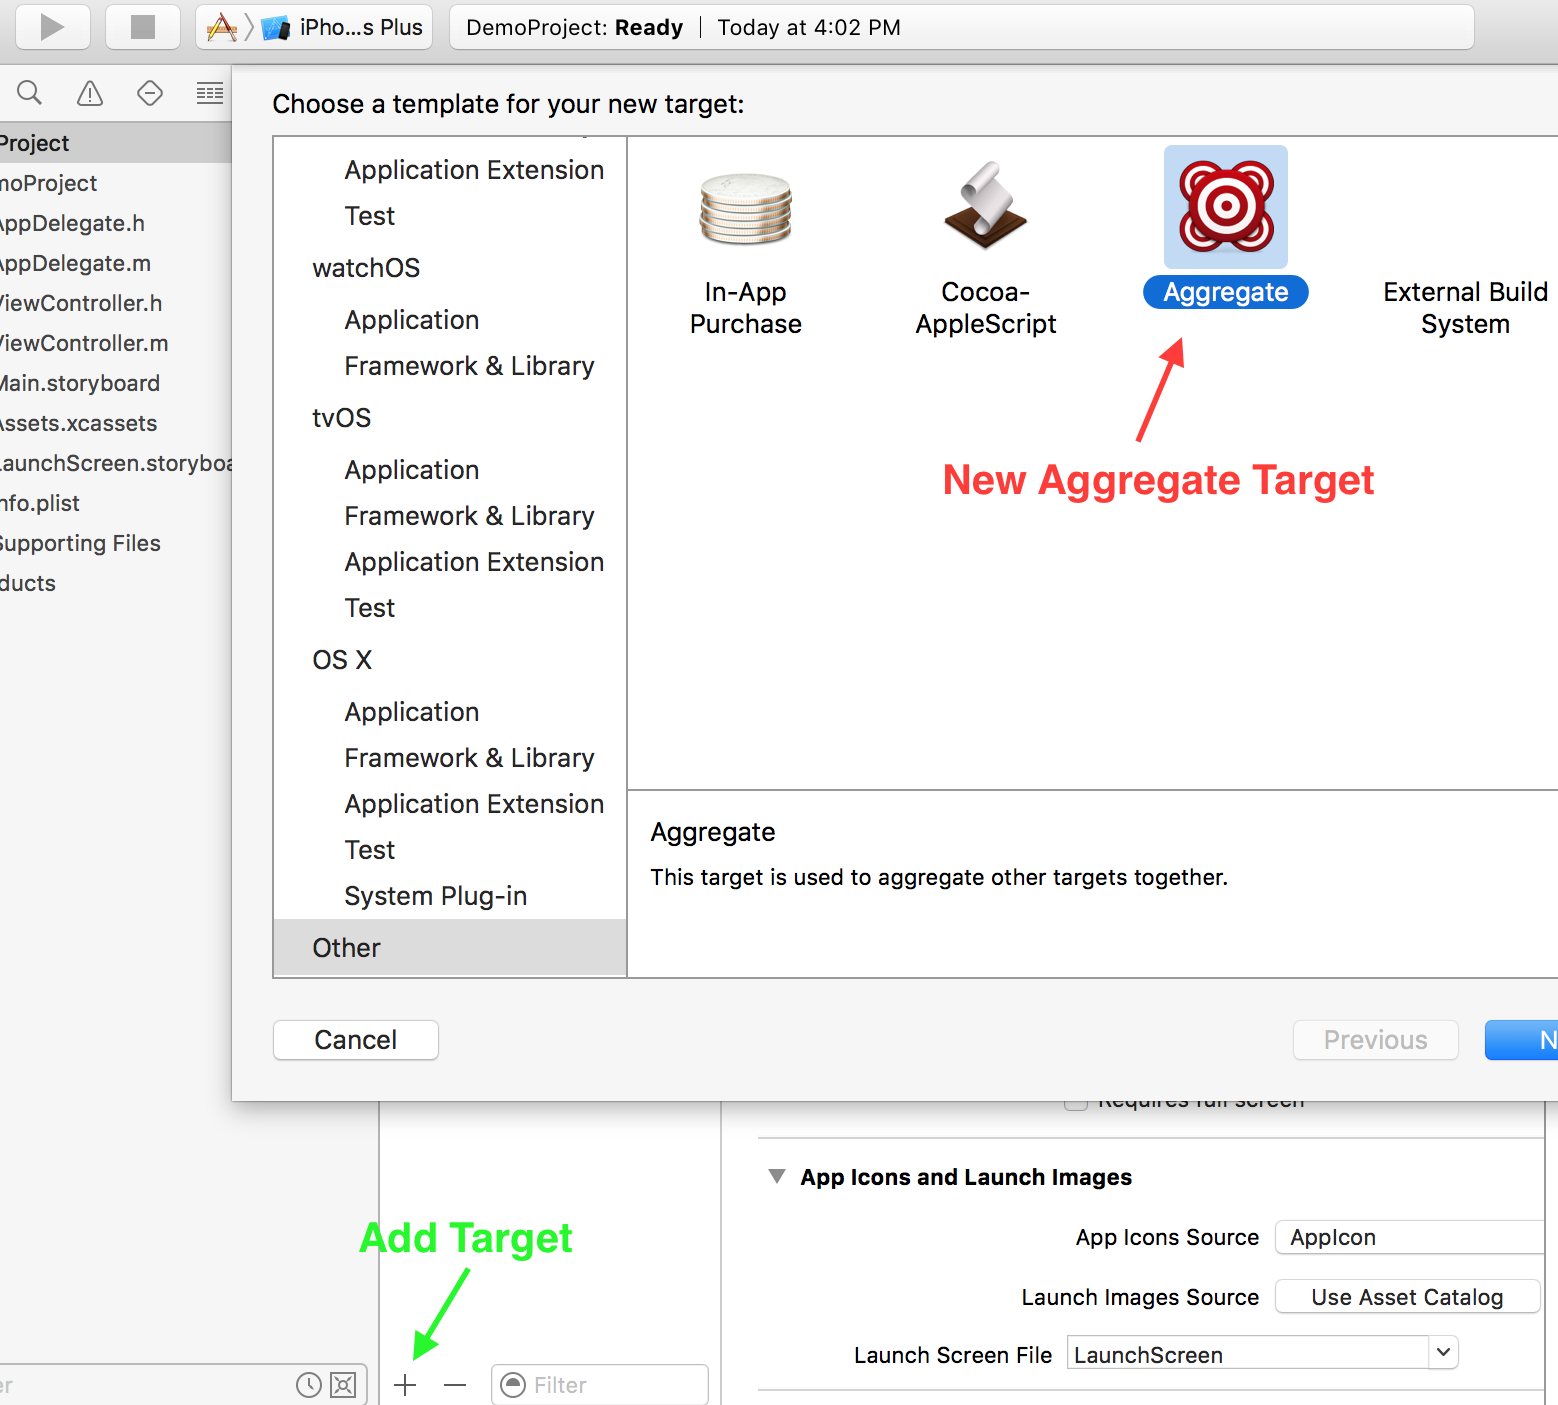 iPho...s Plus
DemoProject: Ready | Today at 4:02 PM
Choose a template for your new target:
Project
moProject
AppDelegate.h
AppDelegate.m
ViewController.h
ViewController.m
Main.storyboard
Assets.xcassets
LaunchScreen.storyboa
nfo.plist
Supporting Files
ducts
Application Extension
Test
watchOS
Application
Framework & Library
tvOS
Application
Framework & Library
Application Extension
Test
OS X
Application
Framework & Library
Application Extension
Test
System Plug-in
Other
In-App
Purchase
Cocoa-
AppleScript
Aggregate
External Build
System
New Aggregate Target
Aggregate
This target is used to aggregate other targets together.
Cancel
Previous
N
Requires full screen
App Icons and Launch Images
App Icons Source
AppIcon
Launch Images Source
Use Asset Catalog
Launch Screen File
LaunchScreen
Add Target
er
Filter